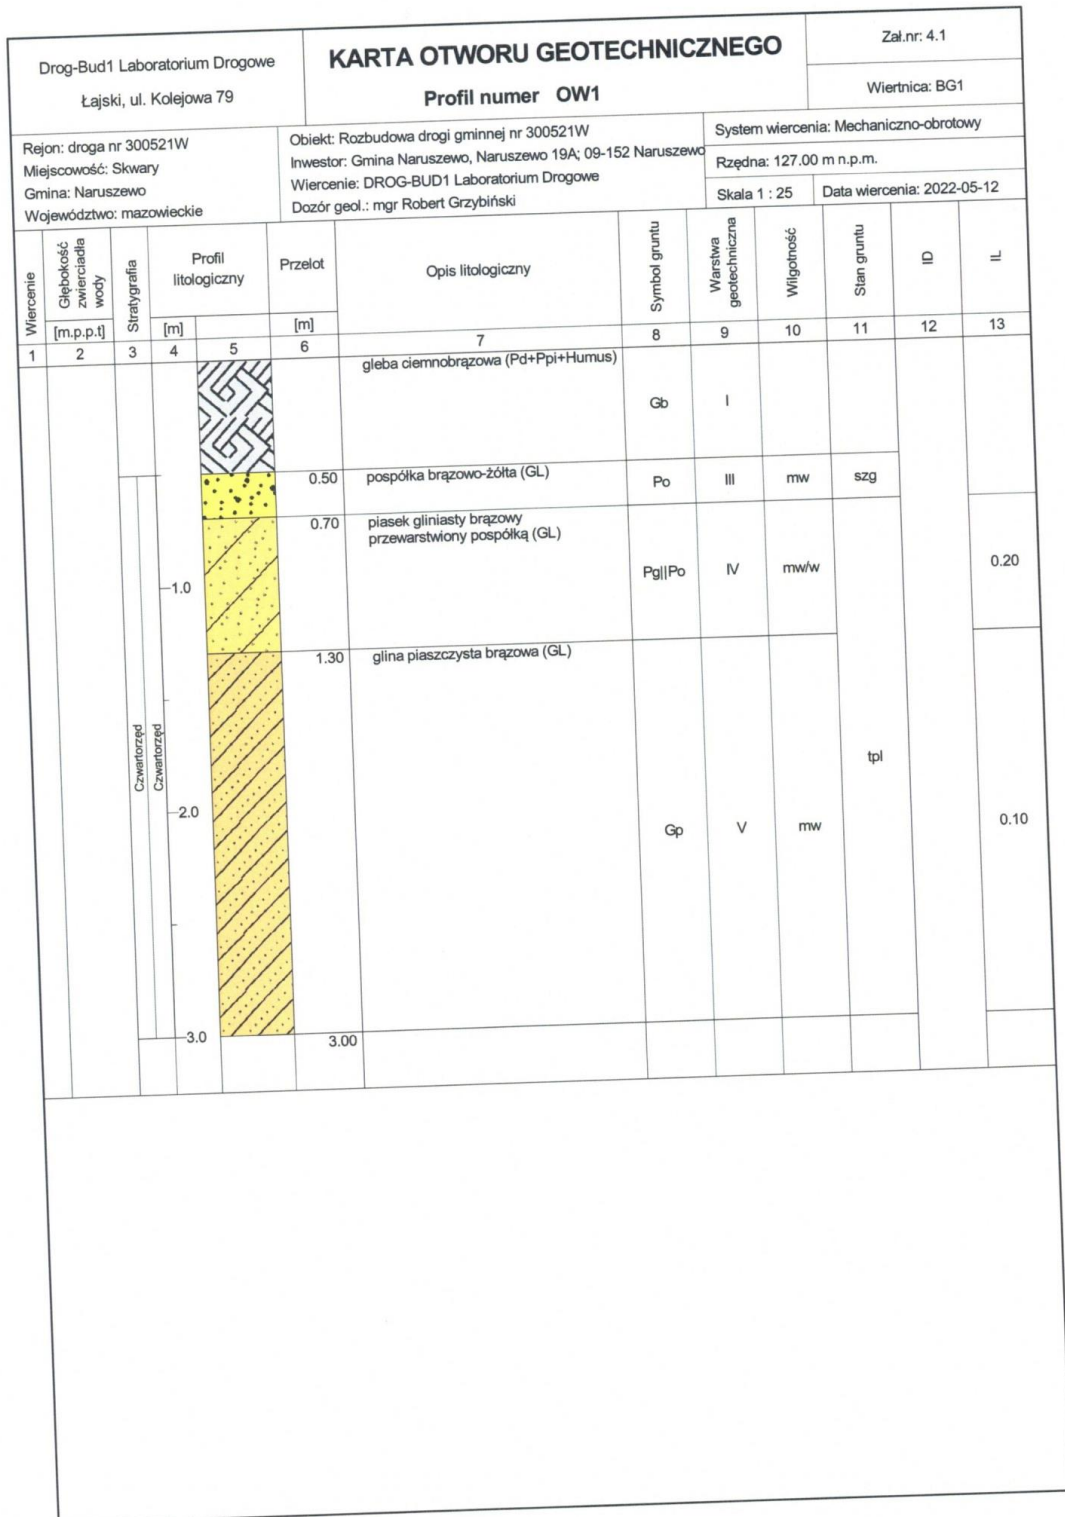 Drog-Bud1 Laboratorium Drogowe
Łajski, ul. Kolejowa 79
KARTA OTWORU GEOTECHNICZNEGO
Profil numer OW1
Zał.nr: 4.1
Wiertnica: BG1
Rejon: droga nr 300521W
Miejscowość: Skwary
Gmina: Naruszewo
Województwo: mazowieckie
Obiekt: Rozbudowa drogi gminnej nr 300521W
Inwestor: Gmina Naruszewo, Naruszewo 19A; 09-152 Naruszewo
Wiercenie: DROG-BUD1 Laboratorium Drogowe
Dozór geol.: mgr Robert Grzybiński
System wiercenia: Mechaniczno-obrotowy
Rzędna: 127.00 m n.p.m.
Skala 1 : 25
Data wiercenia: 2022-05-12
Wiercenie
Głębokość
zwierciadła
wody
[m.p.p.t]
Stratygrafia
Profil
litologiczny
[m]
Przelot
[m]
Opis litologiczny
Symbol gruntu
Warstwa
geotechniczna
Wilgotność
Stan gruntu
ID
IL
1 2 3 4 5 6 7 8 9 10 11 12 13
gleba ciemnobrązowa (Pd+Ppi+Humus)
Gb I
0.50 pospółka brązowo-żółta (GL)
Po III mw szg
0.70 piasek gliniasty brązowy
przewarstwiony pospółką (GL)
1.0
Pg||Po IV mw/w 0.20
1.30 glina piaszczysta brązowa (GL)
Czwartorzęd
Czwartorzęd
tpl
2.0
Gp V mw 0.10
3.0
3.00